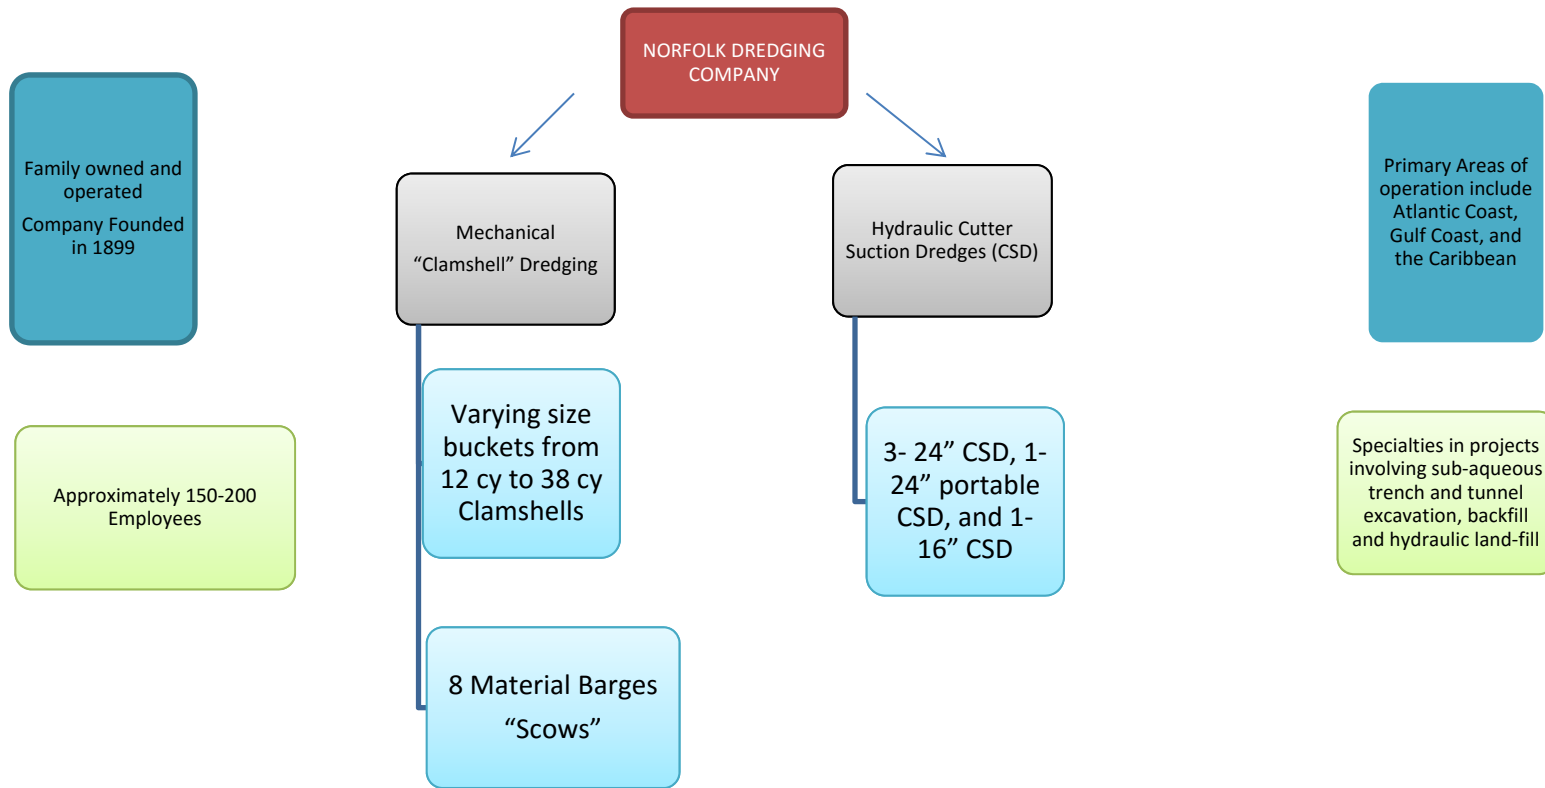 NORFOLK DREDGING
COMPANY
Family owned and
operated
Company Founded
in 1899
Mechanical
“Clamshell” Dredging
Hydraulic Cutter
Suction Dredges (CSD)
Primary Areas of
operation include
Atlantic Coast,
Gulf Coast, and
the Caribbean
Approximately 150-200
Employees
Varying size
buckets from
12 cy to 38 cy
Clamshells
3- 24” CSD, 1-
24” portable
CSD, and 1-
16” CSD
Specialties in projects
involving sub-aqueous
trench and tunnel
excavation, backfill
and hydraulic land-fill
8 Material Barges
“Scows”